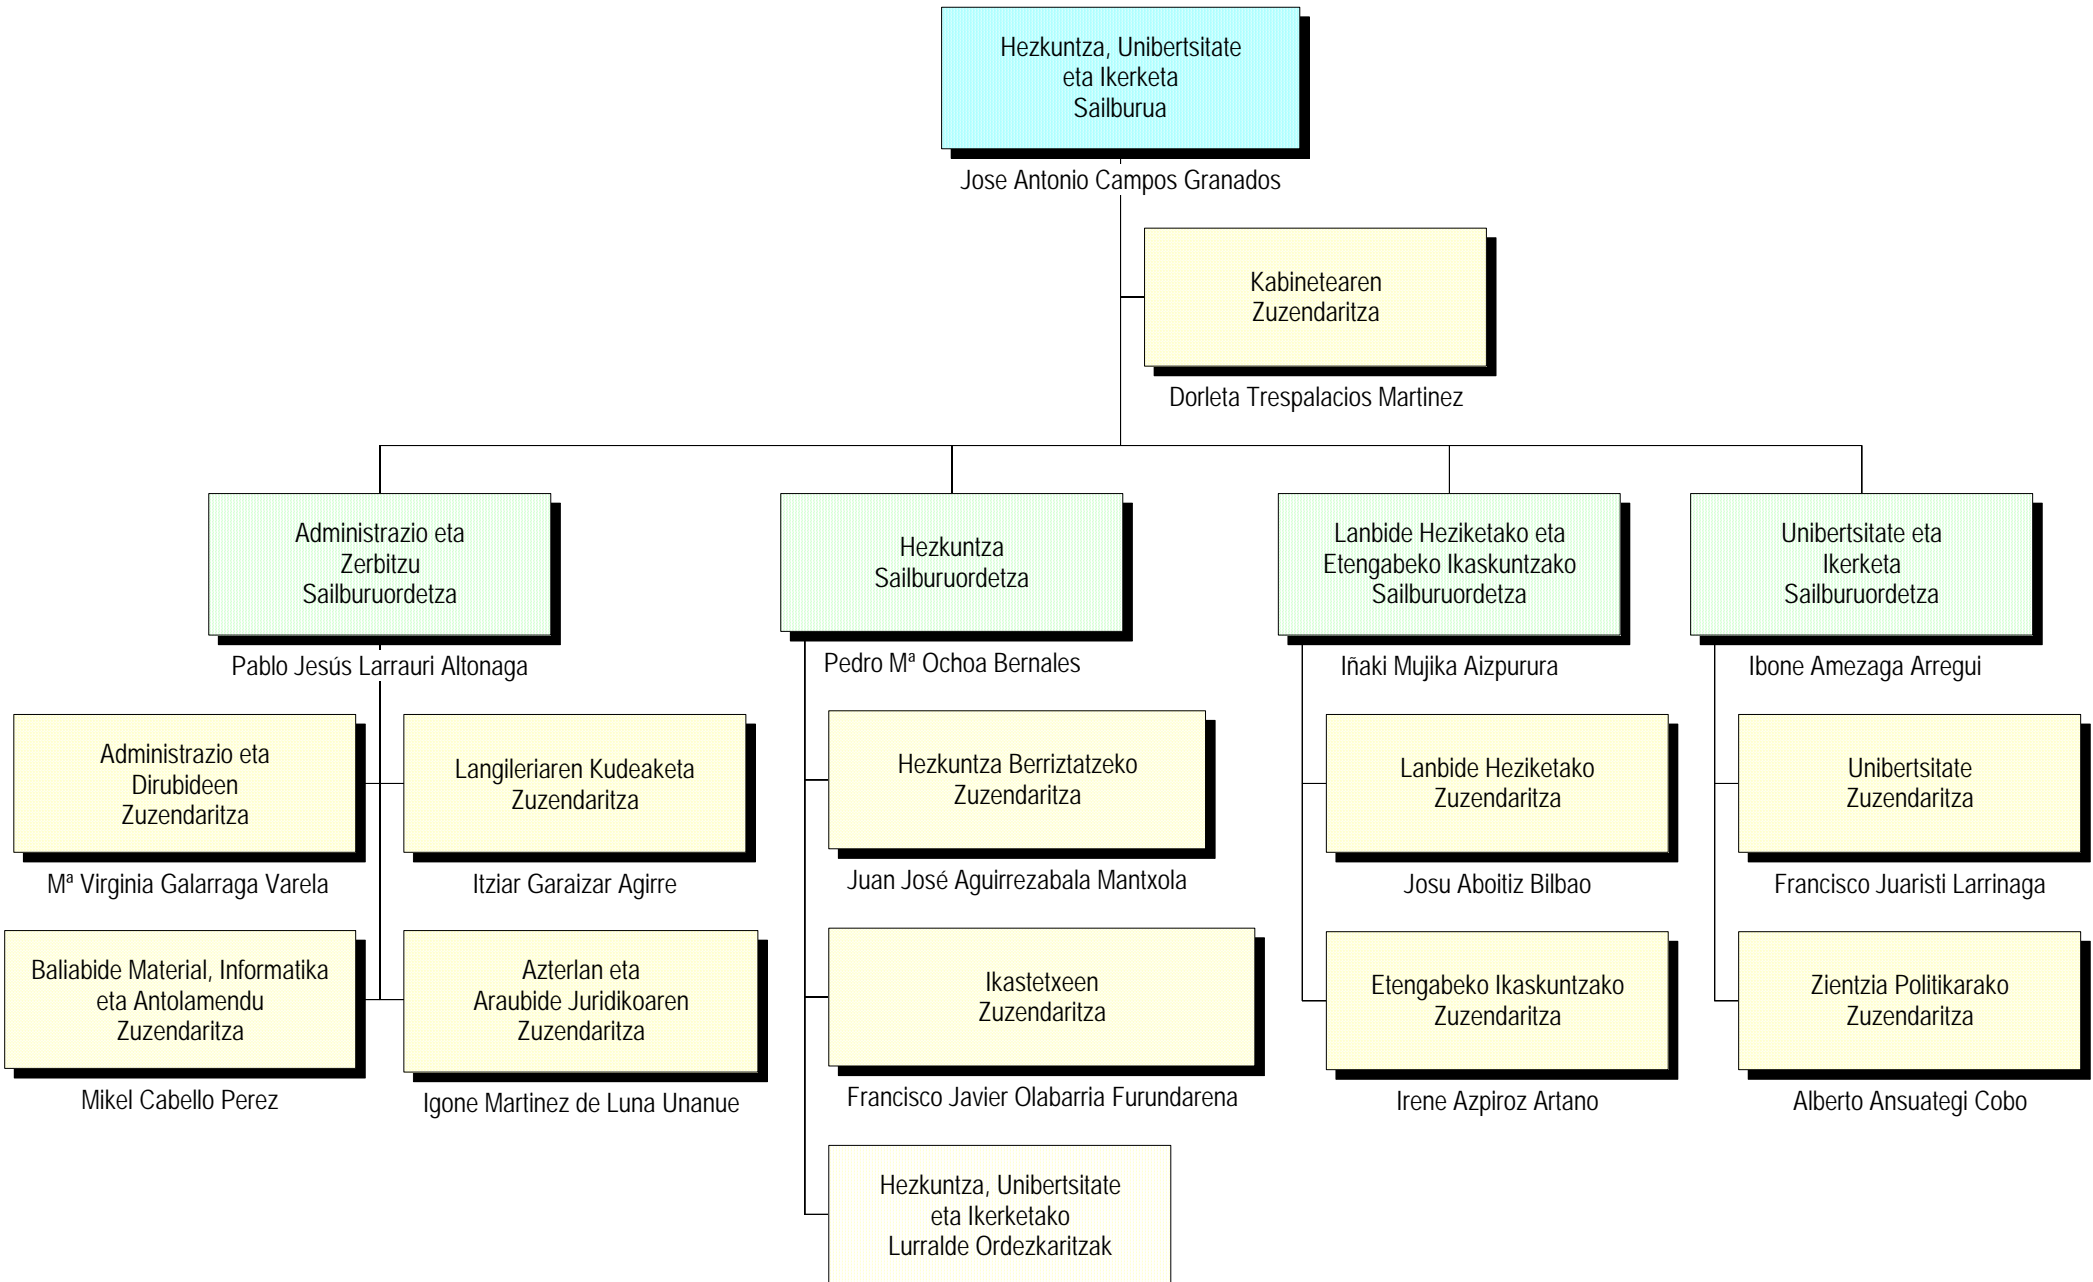 Hezkuntza, Unibertsitate
eta Ikerketa
Sailburua
Jose Antonio Campos Granados
Kabinetearen
Zuzendaritza
Dorleta Trespalacios Martinez
Administrazio eta
Zerbitzu
Sailburuordetza
Pablo Jesús Larrauri Altonaga
Administrazio eta
Dirubideen
Zuzendaritza
Mª Virginia Galarraga Varela
Langileriaren Kudeaketa
Zuzendaritza
Itziar Garaizar Agirre
Baliabide Material, Informatika
eta Antolamendu
Zuzendaritza
Mikel Cabello Perez
Azterlan eta
Araubide Juridikoaren
Zuzendaritza
Igone Martinez de Luna Unanue
Hezkuntza
Sailburuordetza
Pedro Mª Ochoa Bernales
Hezkuntza Berriztatzeko
Zuzendaritza
Juan José Aguirrezabala Mantxola
Ikastetxeen
Zuzendaritza
Francisco Javier Olabarria Furundarena
Hezkuntza, Unibertsitate
eta Ikerketako
Lurralde Ordezkaritzak
Lanbide Heziketako eta
Etengabeko Ikaskuntzako
Sailburuordetza
Iñaki Mujika Aizpurura
Lanbide Heziketako
Zuzendaritza
Josu Aboitiz Bilbao
Etengabeko Ikaskuntzako
Zuzendaritza
Irene Azpiroz Artano
Unibertsitate eta
Ikerketa
Sailburuordetza
Ibone Amezaga Arregui
Unibertsitate
Zuzendaritza
Francisco Juaristi Larrinaga
Zientzia Politikarako
Zuzendaritza
Alberto Ansuategi Cobo